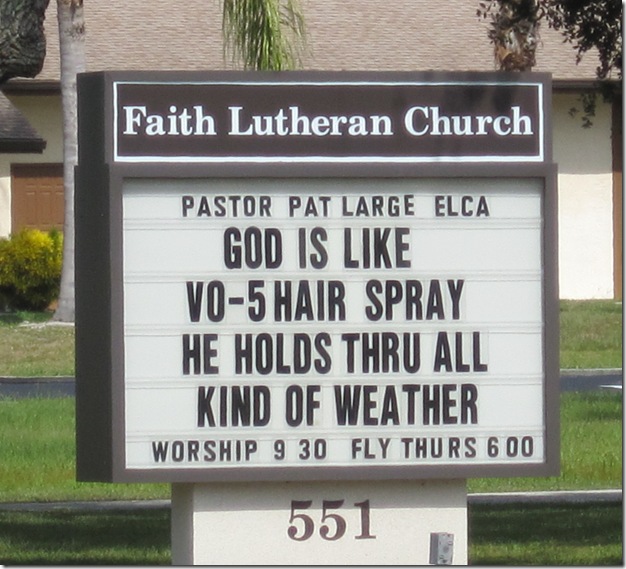 Faith Lutheran Church
PASTOR PAT LARGE ELCA
GOD IS LIKE
VO-5 HAIR SPRAY
HE HOLDS THRU ALL
KIND OF WEATHER
WORSHIP 9 30 FLY THURS 6 00
551